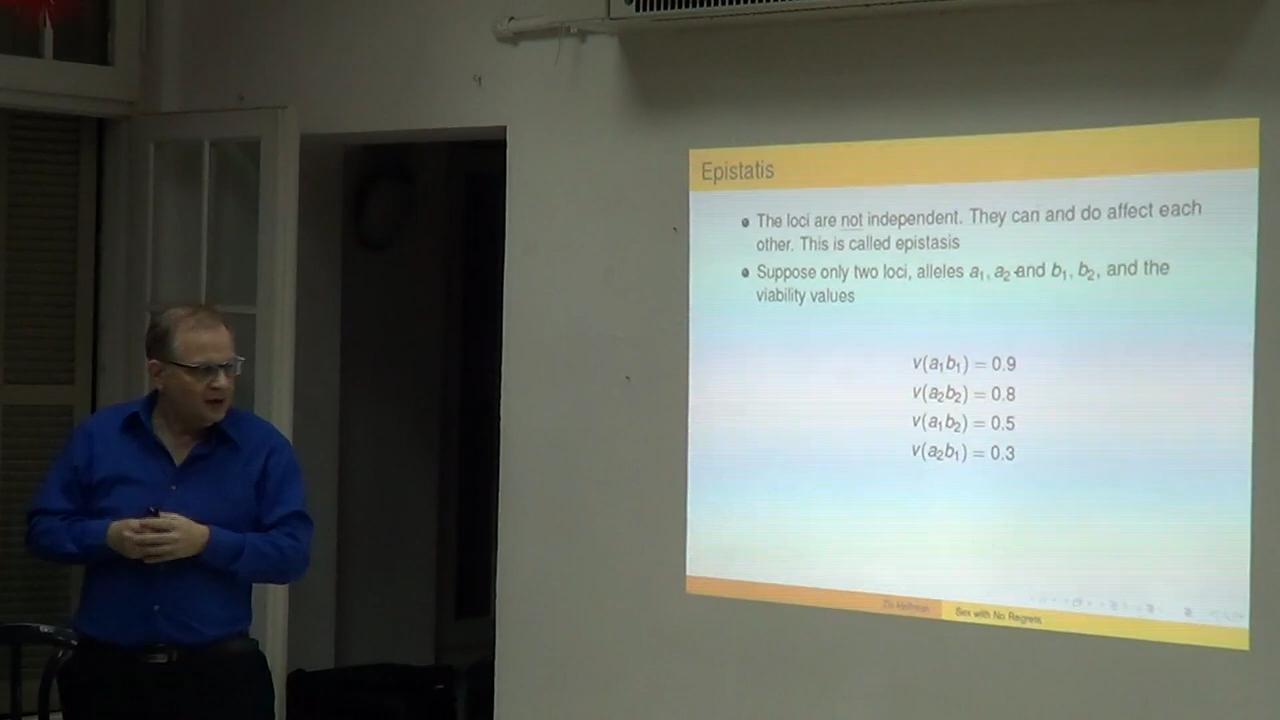 Epistatis
The loci are not independent. They can and do affect each
other. This is called epistasis
Suppose only two loci, alleles a₁, a₂ and b₁, b₂, and the
viability values
v(a₁b₁) = 0.9
v(a₂b₂) = 0.8
v(a₁b₂) = 0.5
v(a₂b₁) = 0.3
Sex with No Regrets